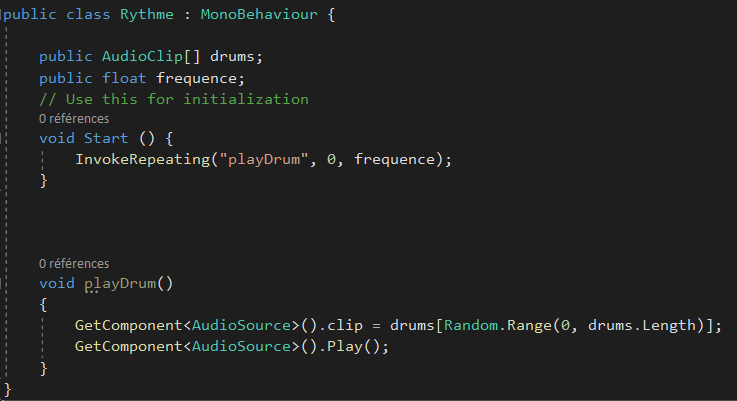 public class Rythme : MonoBehaviour {
public AudioClip[] drums;
public float frequence;
// Use this for initialization
0 références
void Start () {
InvokeRepeating("playDrum", 0, frequence);
}
0 références
void playDrum()
{
GetComponent<AudioSource>().clip = drums[Random.Range(0, drums.Length)];
GetComponent<AudioSource>().Play();
}
}